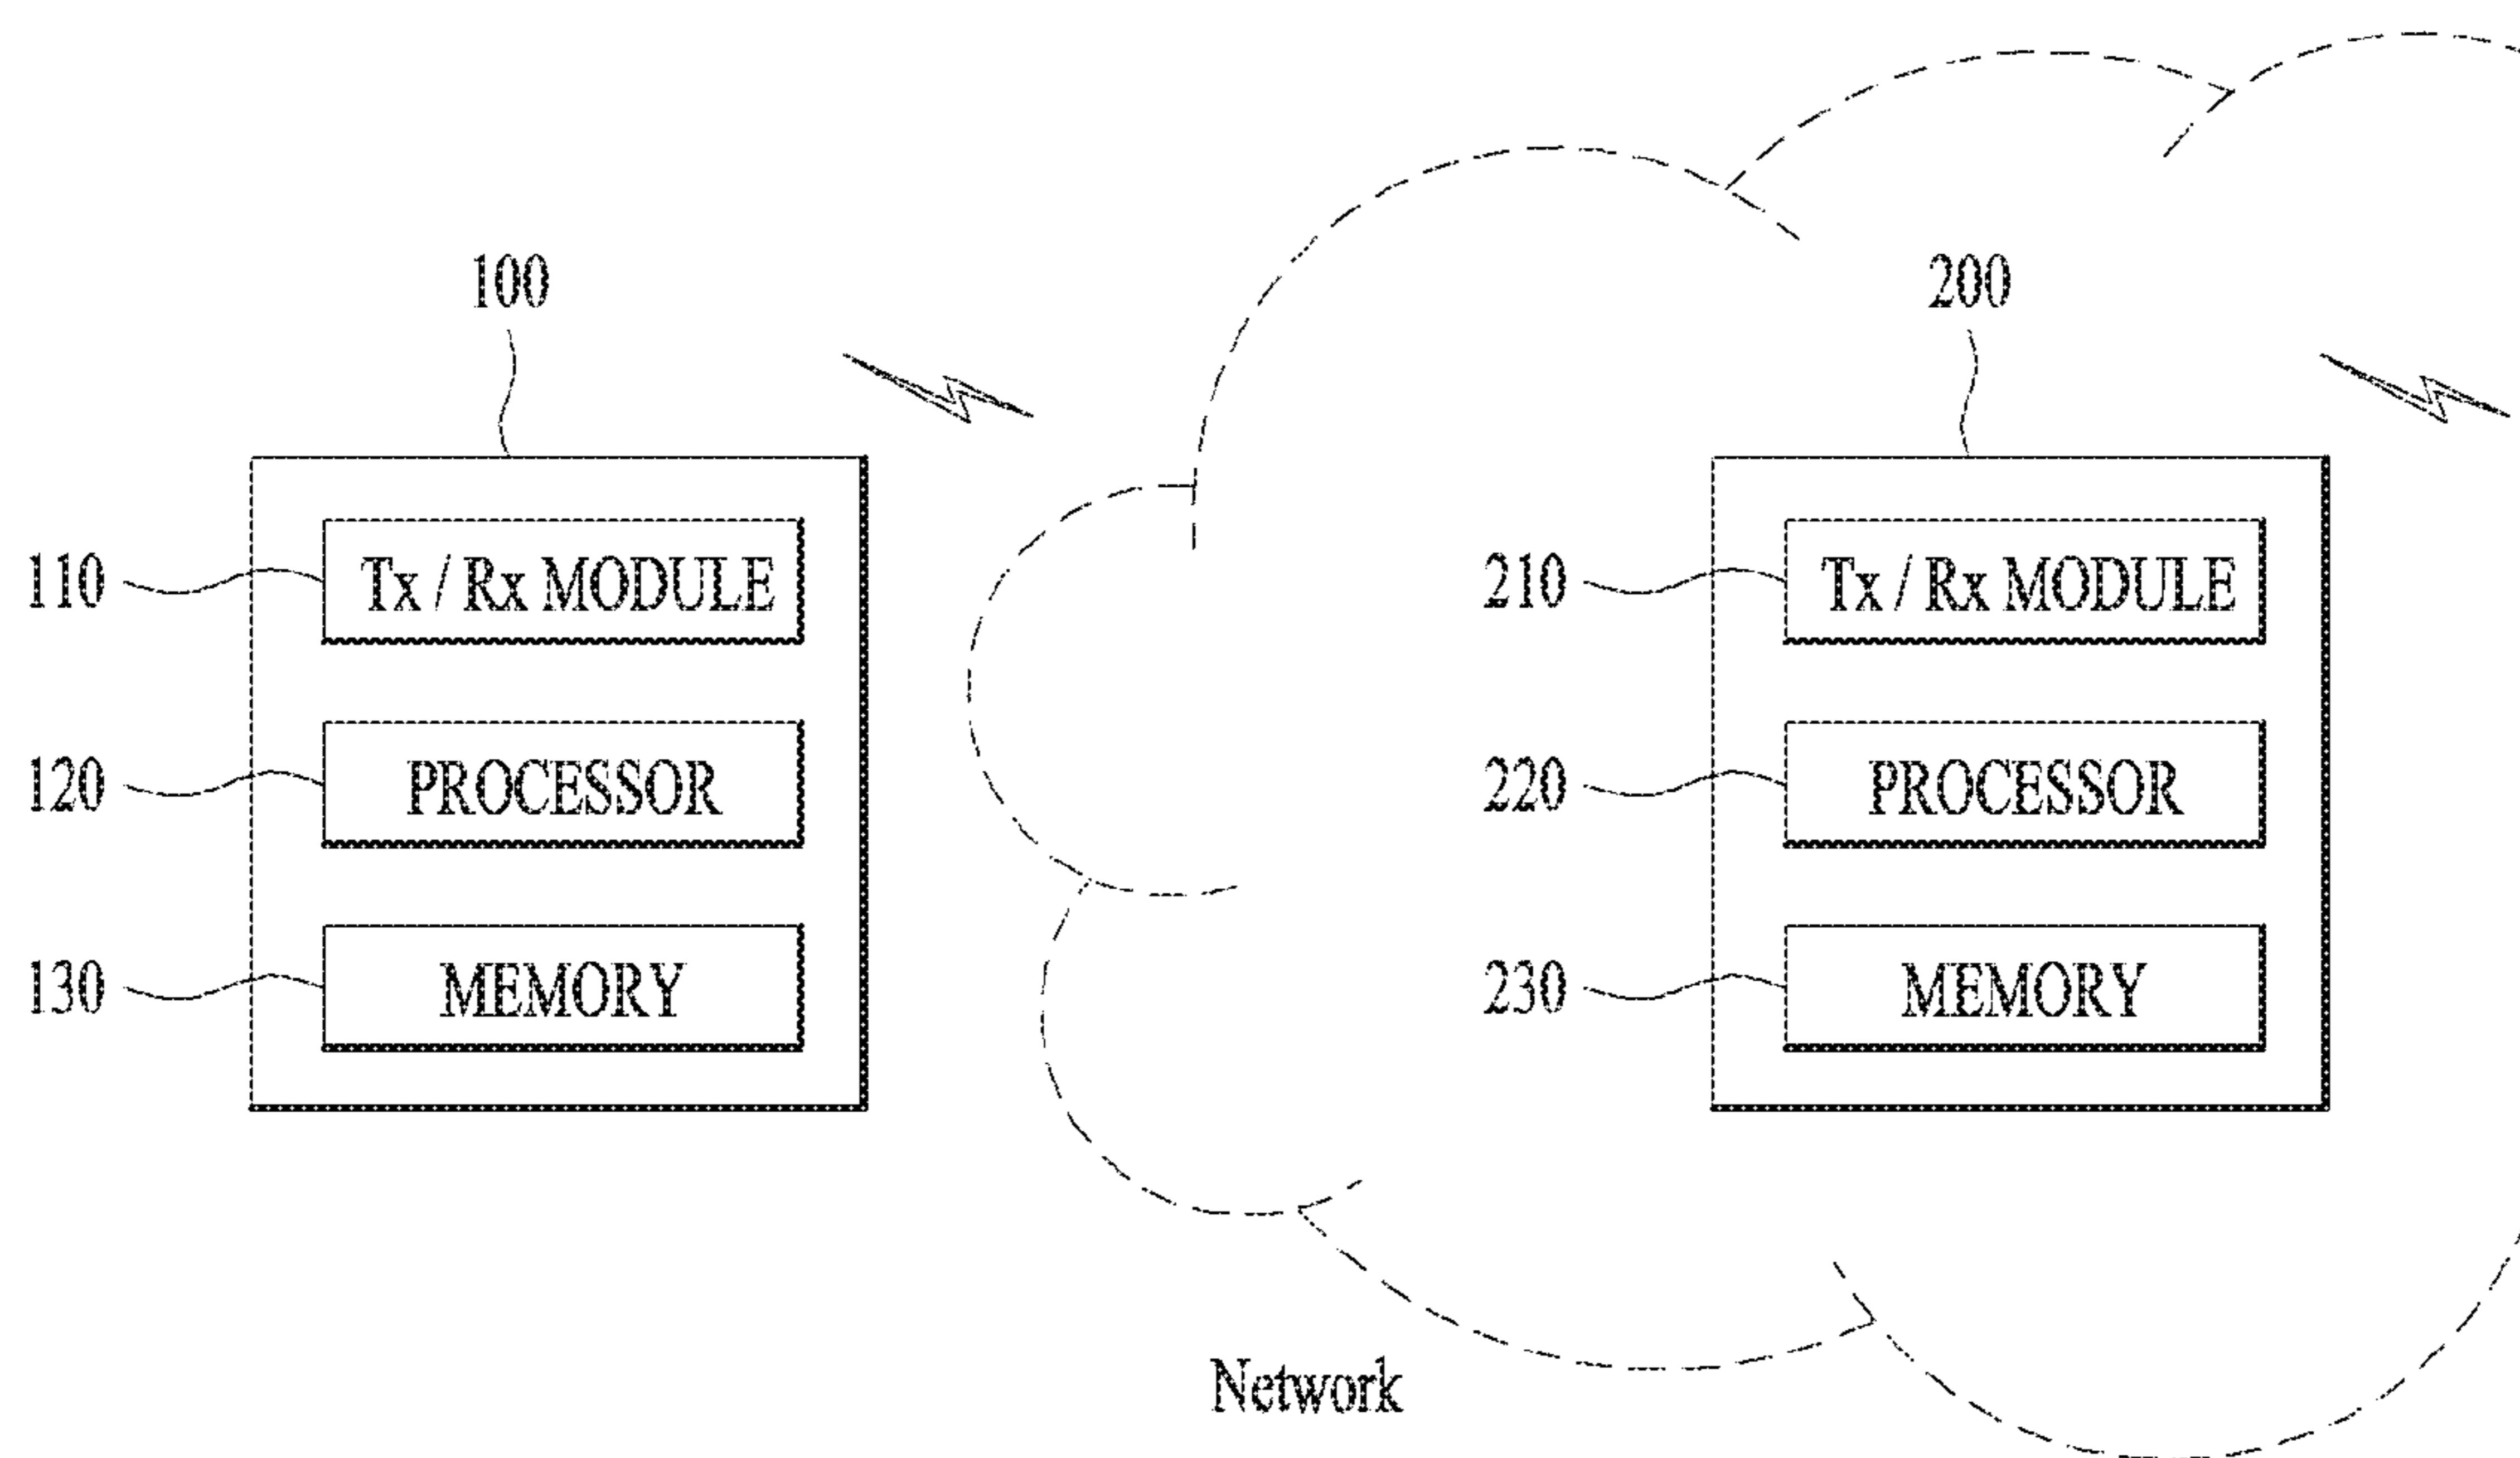 100
200
110
Tx / Rx MODULE
210
Tx / Rx MODULE
120
PROCESSOR
220
PROCESSOR
130
MEMORY
230
MEMORY
Network